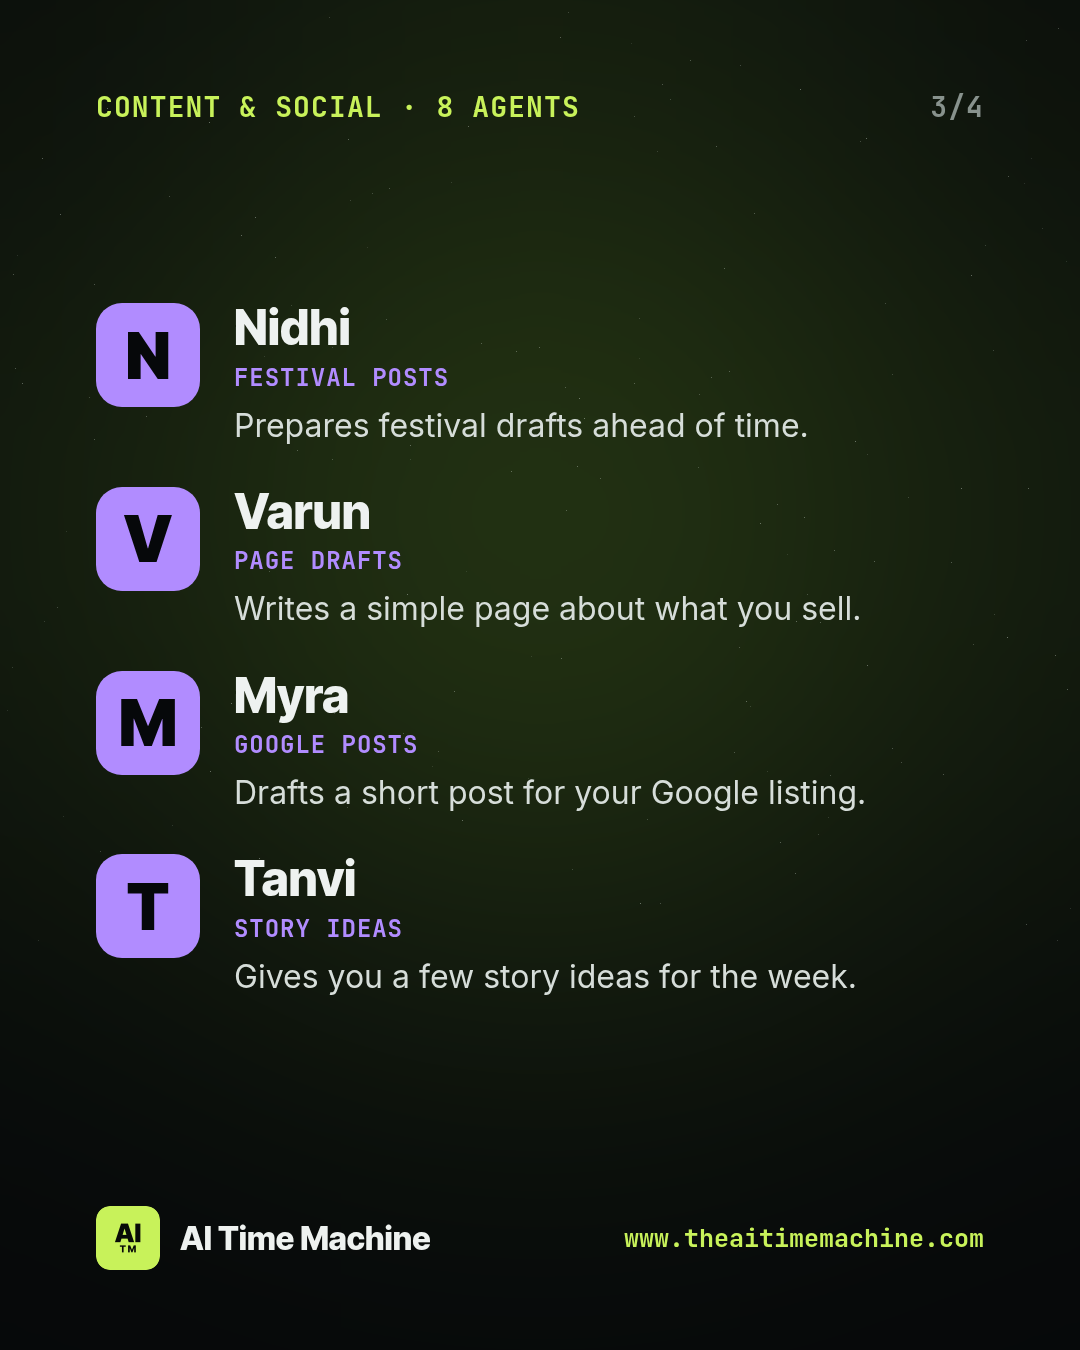 CONTENT & SOCIAL · 8 AGENTS
3/4
N
Nidhi
FESTIVAL POSTS
Prepares festival drafts ahead of time.
V
Varun
PAGE DRAFTS
Writes a simple page about what you sell.
M
Myra
GOOGLE POSTS
Drafts a short post for your Google listing.
T
Tanvi
STORY IDEAS
Gives you a few story ideas for the week.
AI
TM
AI Time Machine
www.theaitimemachine.com